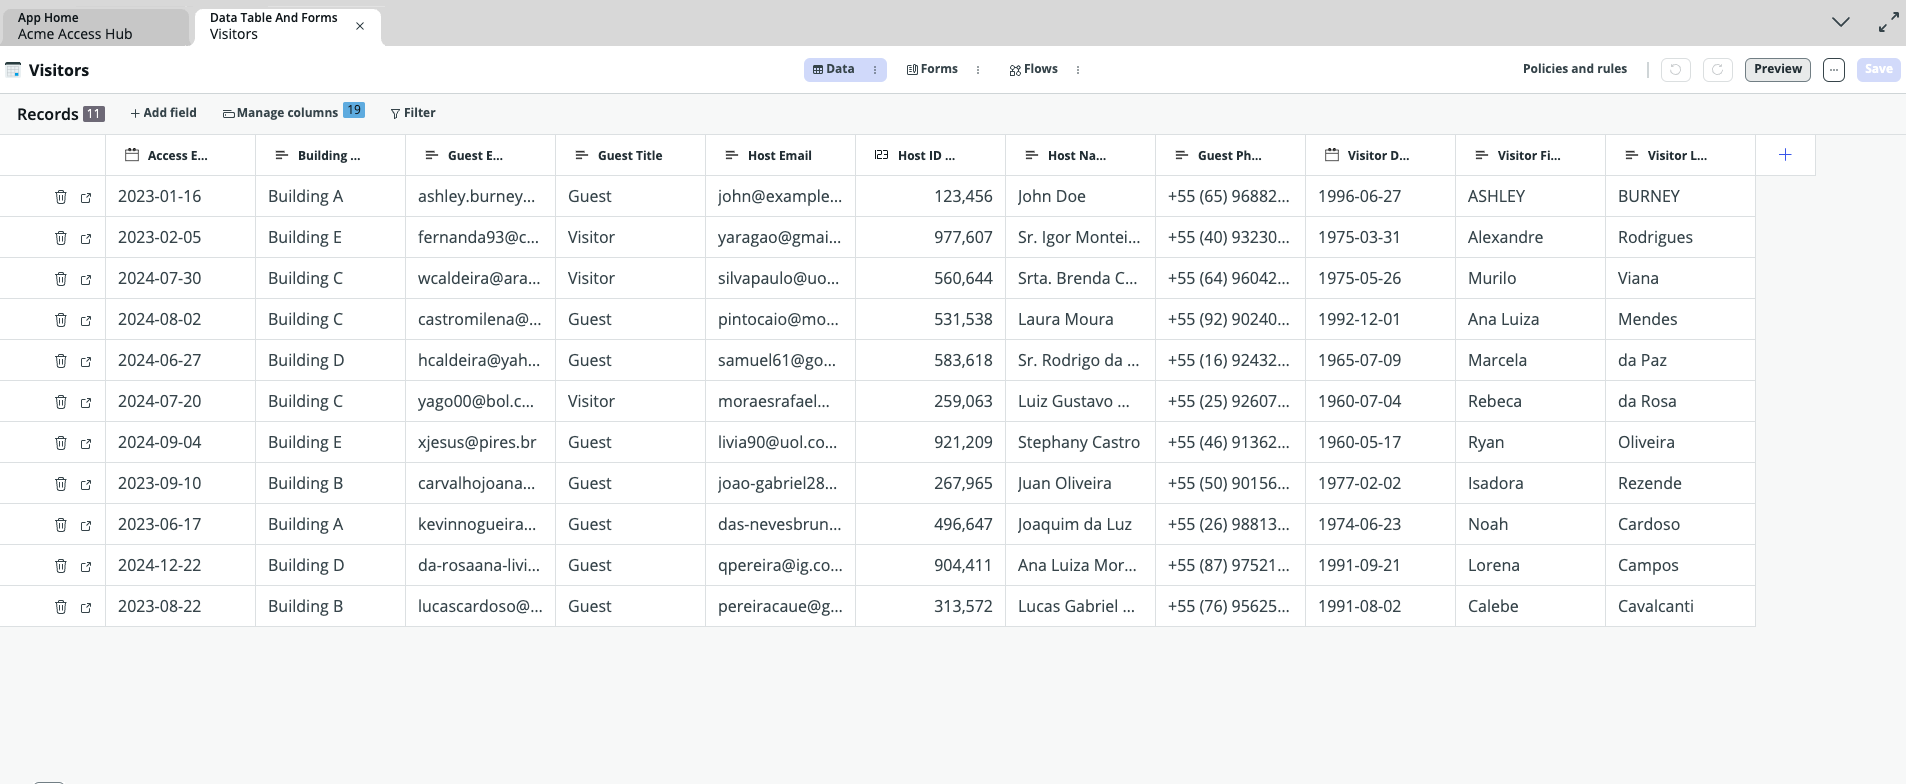 App Home
Acme Access Hub
Data Table And Forms
Visitors
Visitors
Data
Forms
Flows
Policies and rules
Preview
Save
Records 11
+ Add field
Manage columns 19
Filter
Access E... Building ... Guest E... Guest Title Host Email Host ID ... Host Na... Guest Ph... Visitor D... Visitor Fi... Visitor L...
2023-01-16 Building A ashley.burney... Guest john@example... 123,456 John Doe +55 (65) 96882... 1996-06-27 ASHLEY BURNEY
2023-02-05 Building E fernanda93@c... Visitor yaragao@gmai... 977,607 Sr. Igor Montei... +55 (40) 93230... 1975-03-31 Alexandre Rodrigues
2024-07-30 Building C wcaldeira@ara... Visitor silvapaulo@uo... 560,644 Srta. Brenda C... +55 (64) 96042... 1975-05-26 Murilo Viana
2024-08-02 Building C castromilena@... Guest pintocaio@mo... 531,538 Laura Moura +55 (92) 90240... 1992-12-01 Ana Luiza Mendes
2024-06-27 Building D hcaldeira@yah... Guest samuel61@go... 583,618 Sr. Rodrigo da ... +55 (16) 92432... 1965-07-09 Marcela da Paz
2024-07-20 Building C yago00@bol.c... Visitor moraesrafael... 259,063 Luiz Gustavo ... +55 (25) 92607... 1960-07-04 Rebeca da Rosa
2024-09-04 Building E xjesus@pires.br Guest livia90@uol.co... 921,209 Stephany Castro +55 (46) 91362... 1960-05-17 Ryan Oliveira
2023-09-10 Building B carvalhojoana... Guest joao-gabriel28... 267,965 Juan Oliveira +55 (50) 90156... 1977-02-02 Isadora Rezende
2023-06-17 Building A kevinnogueira... Guest das-nevesbrun... 496,647 Joaquim da Luz +55 (26) 98813... 1974-06-23 Noah Cardoso
2024-12-22 Building D da-rosaana-livi... Guest qpereira@ig.co... 904,411 Ana Luiza Mor... +55 (87) 97521... 1991-09-21 Lorena Campos
2023-08-22 Building B lucascardoso@... Guest pereiracaue@g... 313,572 Lucas Gabriel ... +55 (76) 95625... 1991-08-02 Calebe Cavalcanti